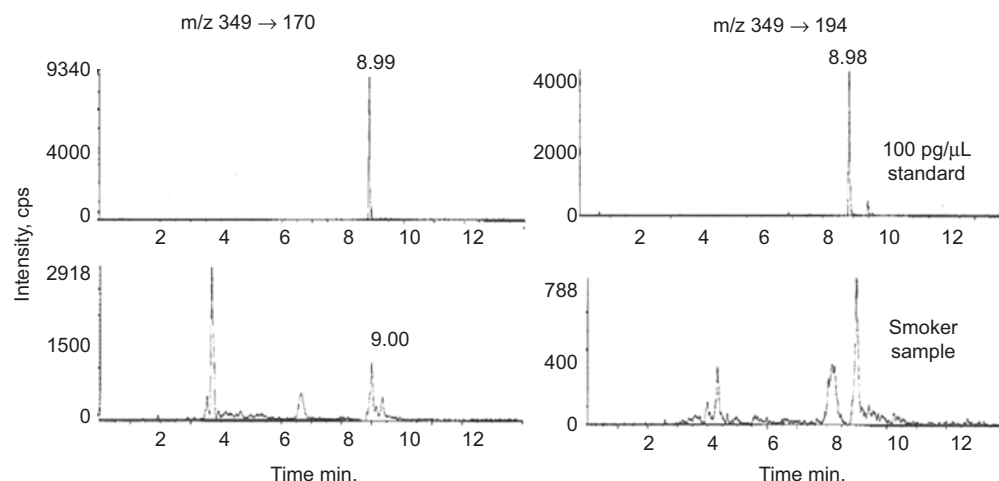 m/z 349 → 170
m/z 349 → 194
Intensity, cps
9340
4000
0
8.99
2 4 6 8 10 12
4000
2000
0
8.98
100 pg/μL
standard
2 4 6 8 10 12
2918
1500
0
9.00
2 4 6 8 10 12
Time min.
788
400
0
Smoker
sample
2 4 6 8 10 12
Time min.